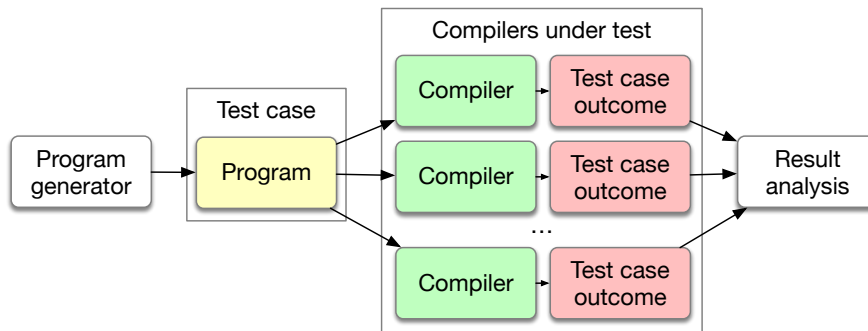 Compilers under test
Test case
Program
generator
Program
Compiler
Test case
outcome
Compiler
Test case
outcome
...
Compiler
Test case
outcome
Result
analysis